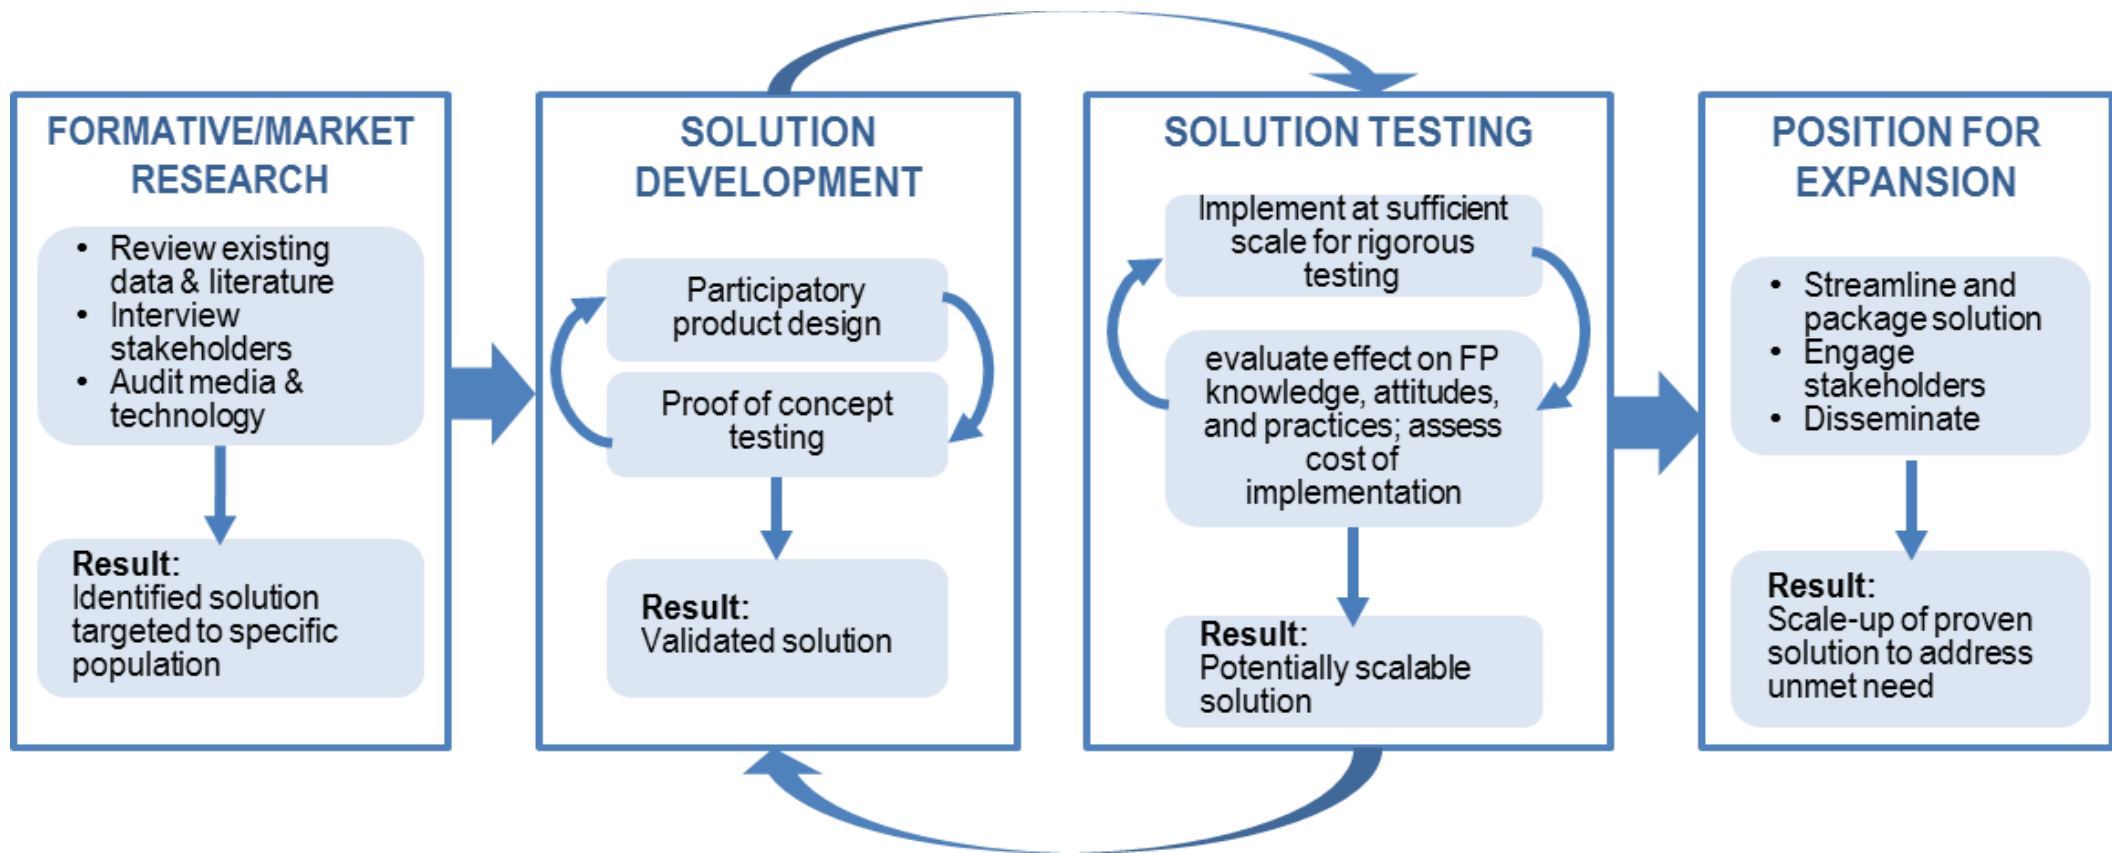 FORMATIVE/MARKET
RESEARCH
• Review existing
data & literature
• Interview
stakeholders
• Audit media &
technology
Result:
Identified solution
targeted to specific
population
SOLUTION
DEVELOPMENT
Participatory
product design
Proof of concept
testing
Result:
Validated solution
SOLUTION TESTING
Implement at sufficient
scale for rigorous
testing
evaluate effect on FP
knowledge, attitudes,
and practices; assess
cost of
implementation
Result:
Potentially scalable
solution
POSITION FOR
EXPANSION
• Streamline and
package solution
• Engage
stakeholders
• Disseminate
Result:
Scale-up of proven
solution to address
unmet need